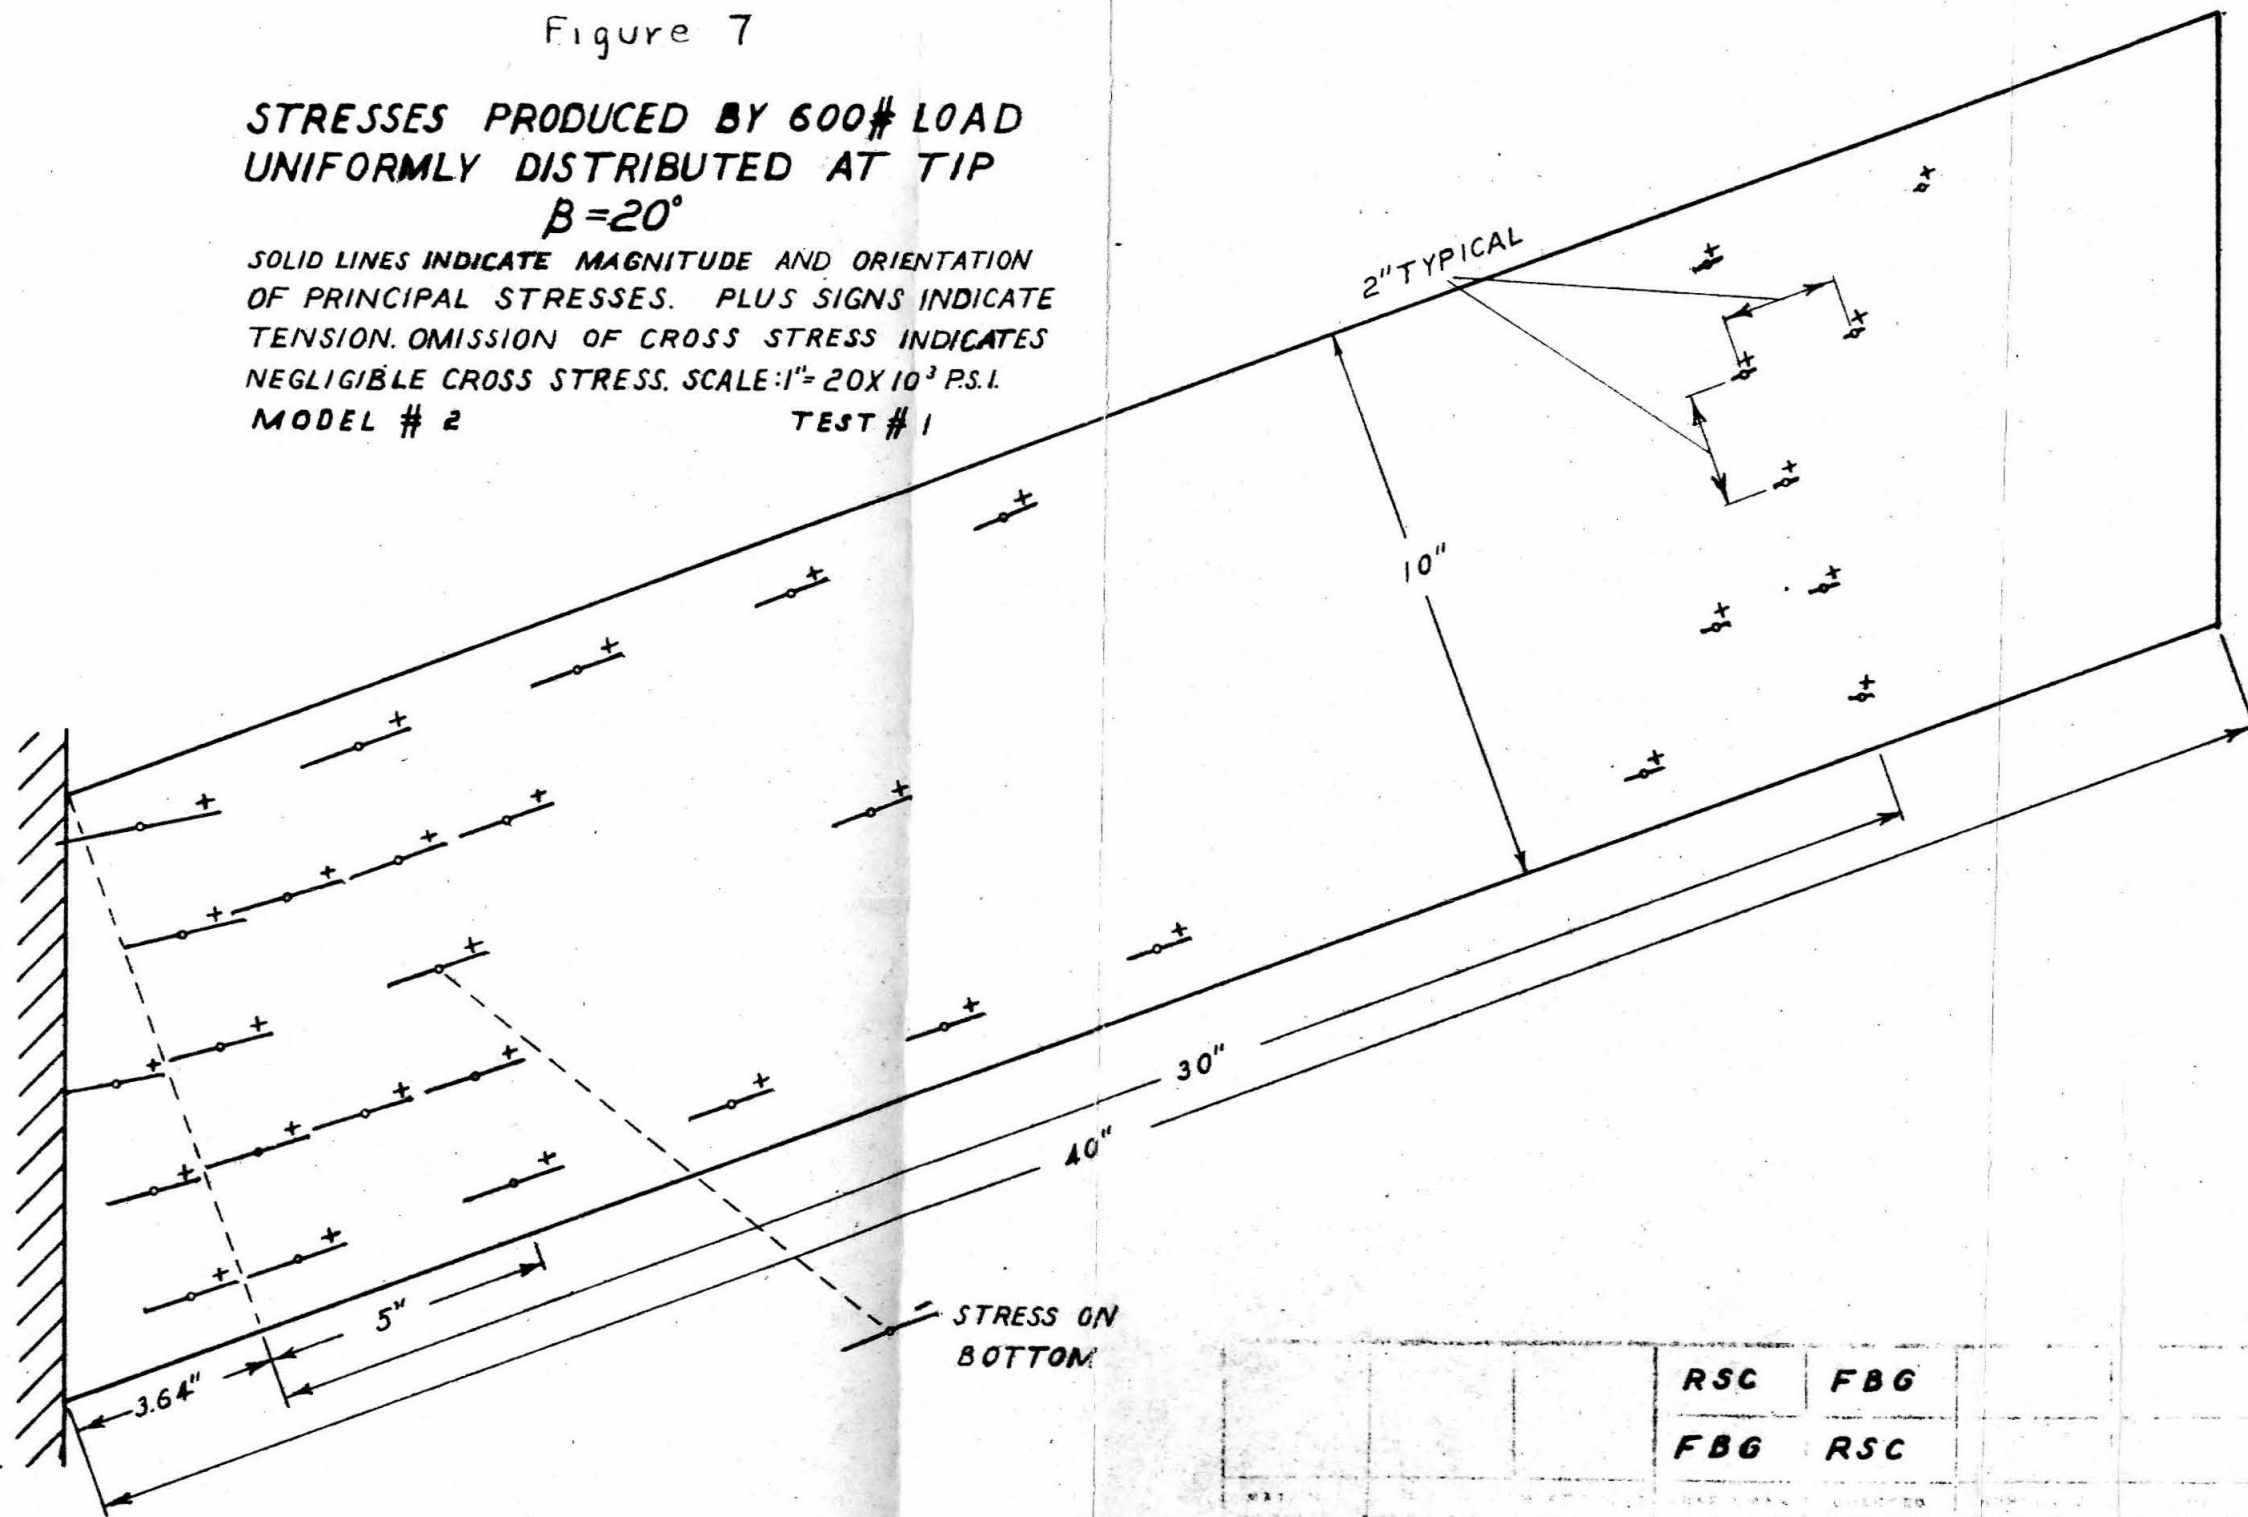 Figure 7
STRESSES PRODUCED BY 600# LOAD
UNIFORMLY DISTRIBUTED AT TIP
β = 20°
SOLID LINES INDICATE MAGNITUDE AND ORIENTATION
OF PRINCIPAL STRESSES. PLUS SIGNS INDICATE
TENSION. OMISSION OF CROSS STRESS INDICATES
NEGLIGIBLE CROSS STRESS. SCALE: 1"= 20X10³ P.S.I.
MODEL # 2 TEST # 1
2" TYPICAL
10"
30"
40"
5"
3.64"
STRESS ON
BOTTOM
RSC FBG
FBG RSC